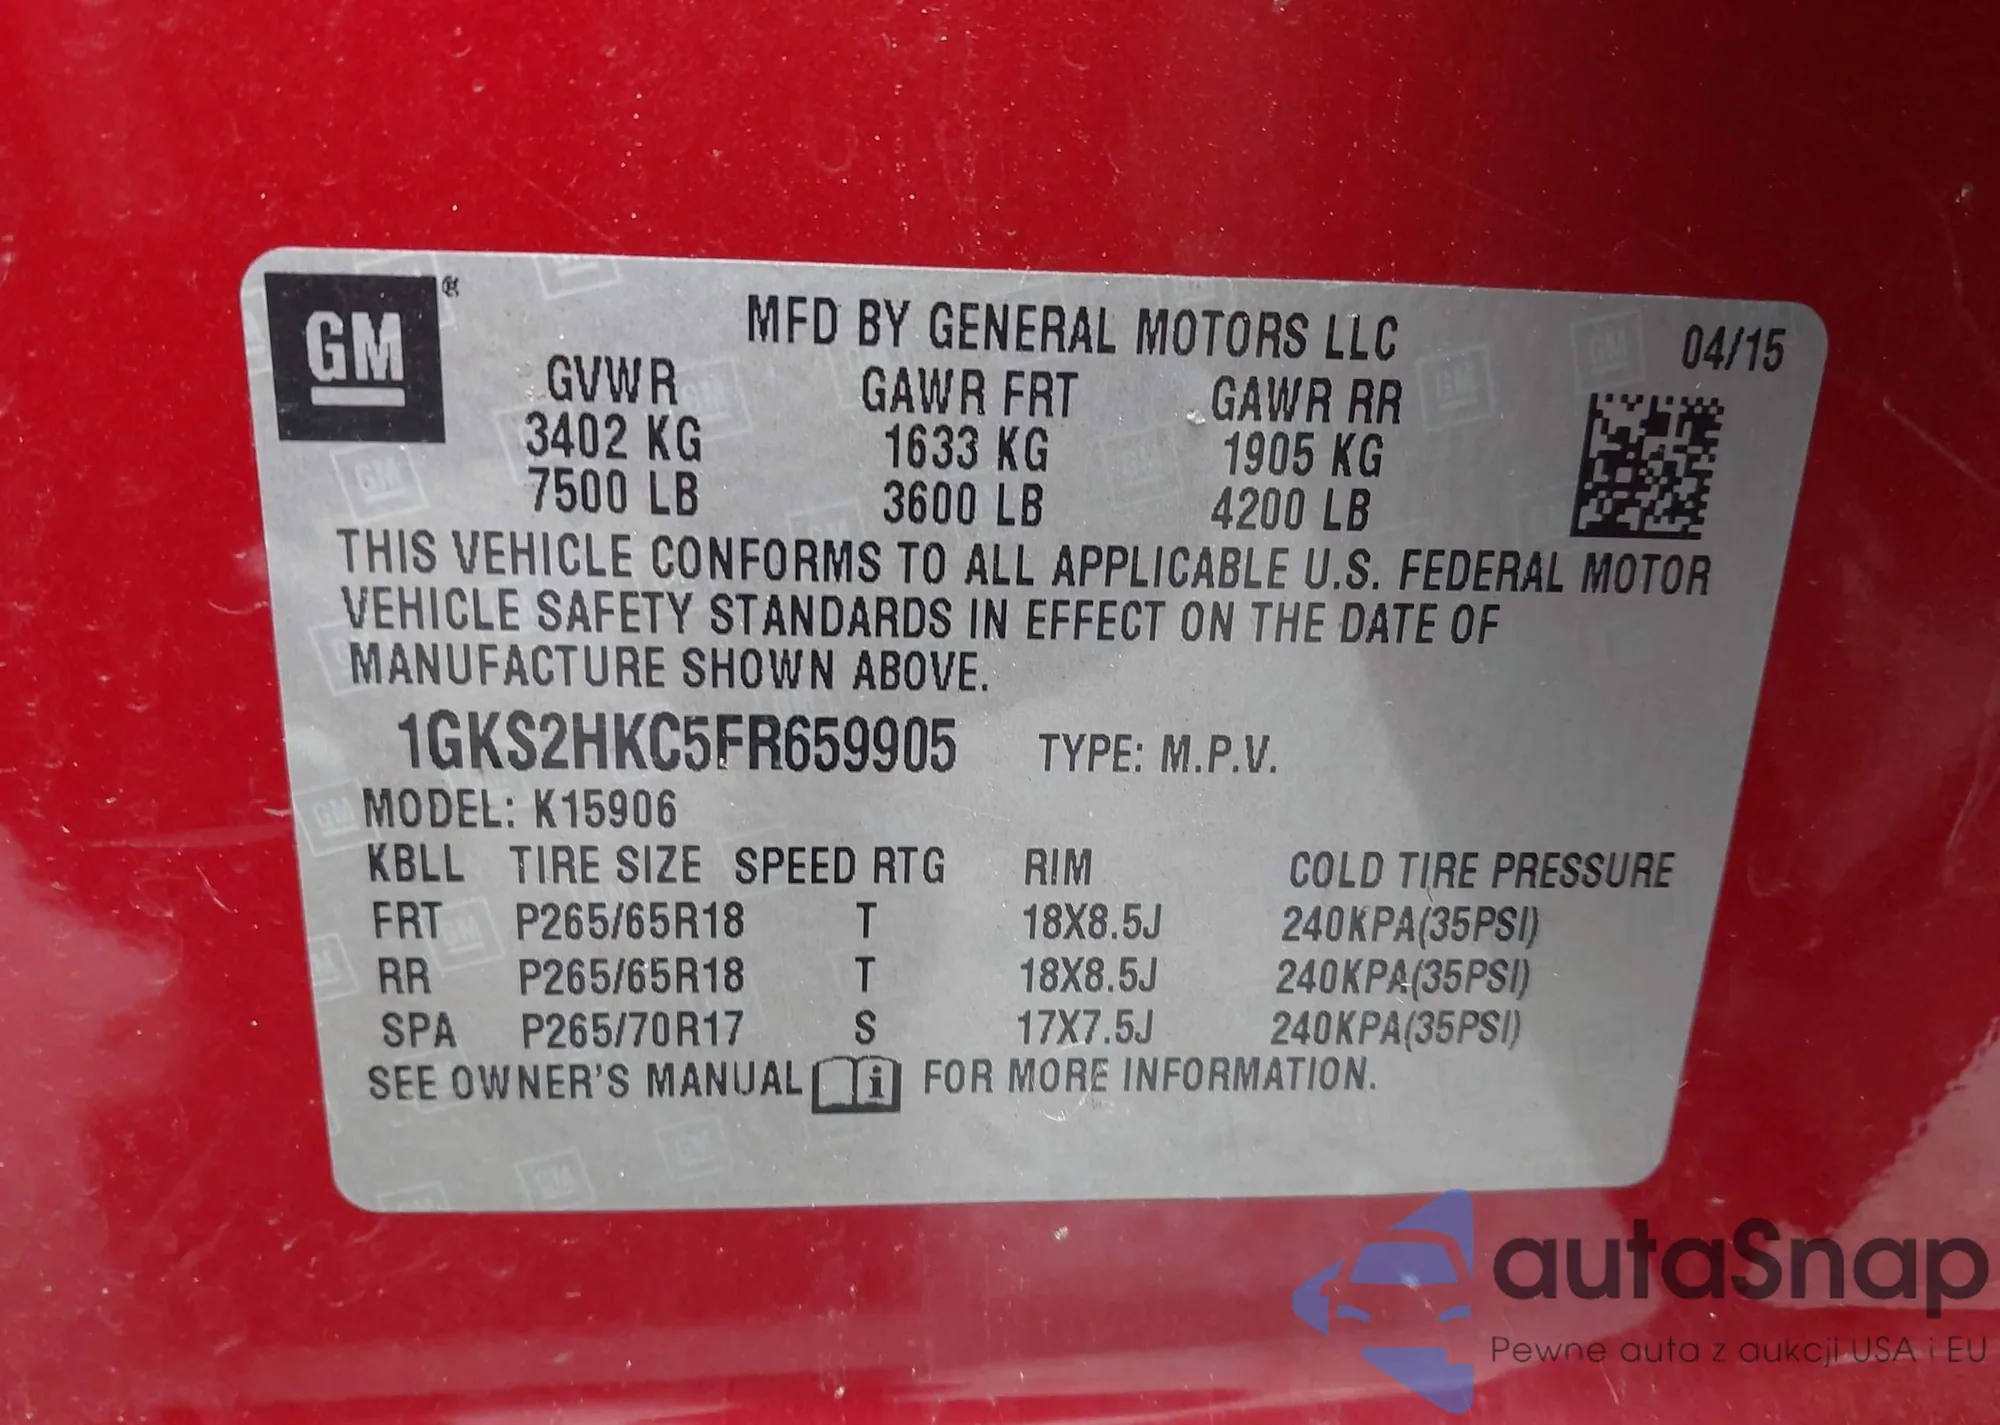 GM®
MFD BY GENERAL MOTORS LLC
04/15
GVWR GAWR FRT GAWR RR
3402 KG 1633 KG 1905 KG
7500 LB 3600 LB 4200 LB
THIS VEHICLE CONFORMS TO ALL APPLICABLE U.S. FEDERAL MOTOR
VEHICLE SAFETY STANDARDS IN EFFECT ON THE DATE OF
MANUFACTURE SHOWN ABOVE.
1GKS2HKC5FR659905 TYPE: M.P.V.
MODEL: K15906
KBLL TIRE SIZE SPEED RTG RIM COLD TIRE PRESSURE
FRT P265/65R18 T 18X8.5J 240KPA(35PSI)
RR P265/65R18 T 18X8.5J 240KPA(35PSI)
SPA P265/70R17 S 17X7.5J 240KPA(35PSI)
SEE OWNER'S MANUAL i FOR MORE INFORMATION.
autaSnap
Pewne auta z aukcji USA i EU